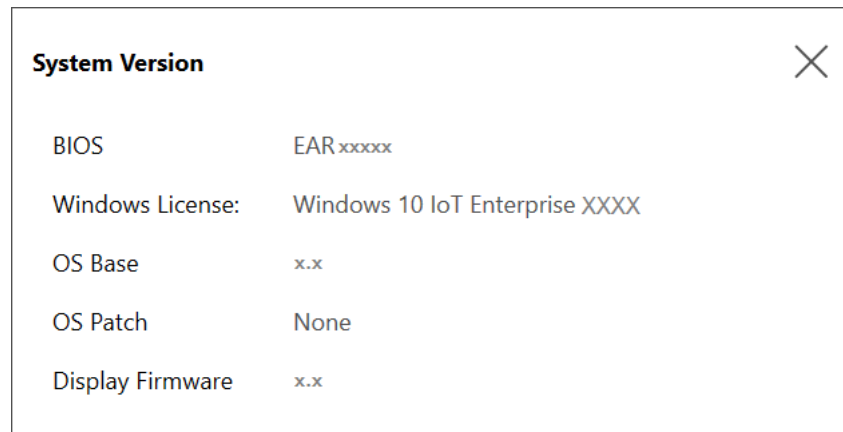 System Version
BIOS EAR xxxxx
Windows License: Windows 10 IoT Enterprise XXXX
OS Base x.x
OS Patch None
Display Firmware x.x